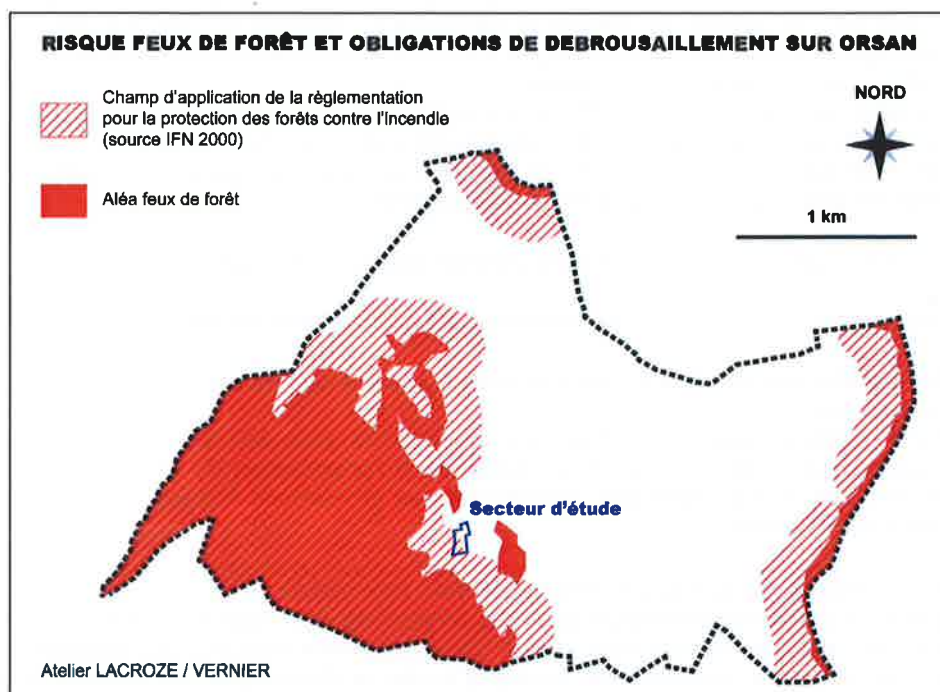 RISQUE FEUX DE FORÊT ET OBLIGATIONS DE DEBROUSAILLEMENT SUR ORSAN
Champ d'application de la règlementation
pour la protection des forêts contre l'incendie
(source IFN 2000)
Aléa feux de forêt
NORD
1 km
Secteur d'étude
Atelier LACROZE / VERNIER